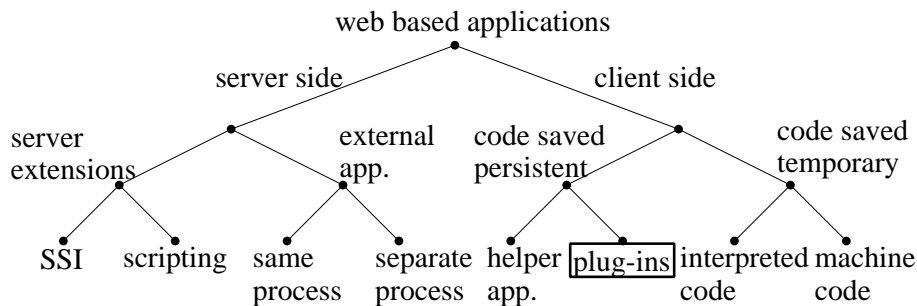 web based applications
server side
client side
server
extensions
external
app.
code saved
persistent
code saved
temporary
SSI
scripting
same
process
separate
process
helper
app.
plug-ins
interpreted
code
machine
code